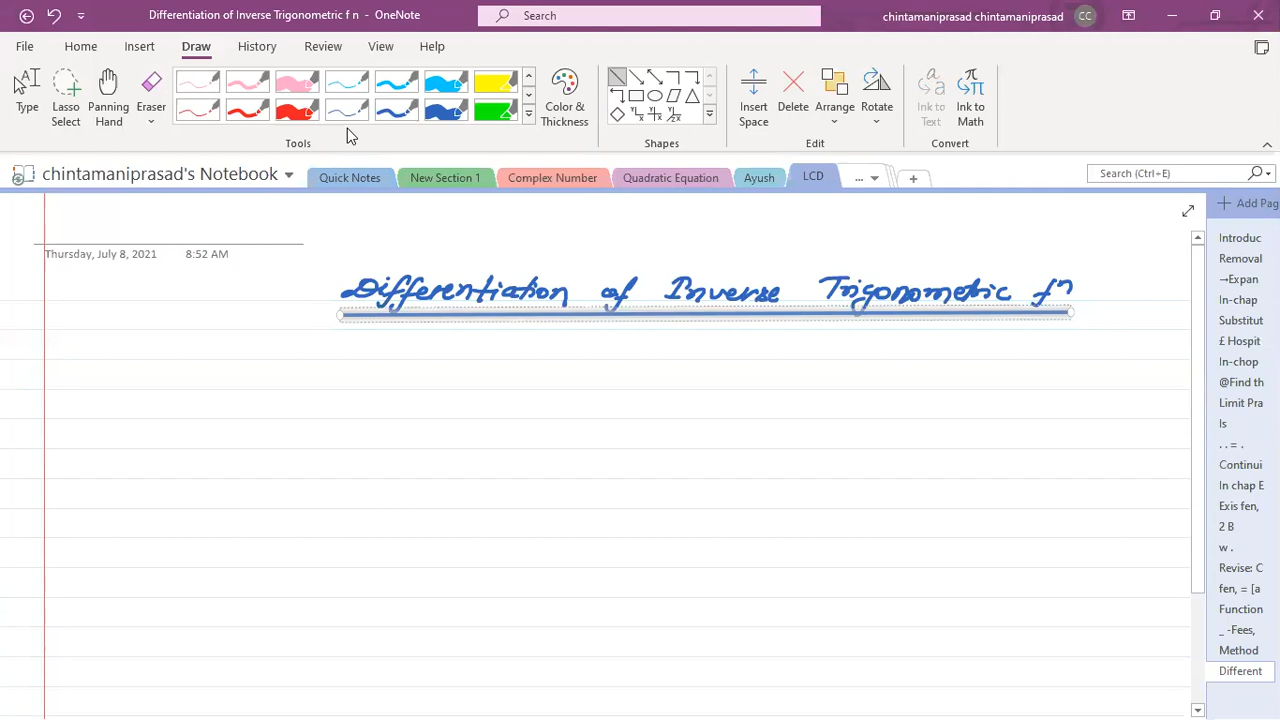 Differentiation of Inverse Trigonometric f n - OneNote
Search
chintamaniprasad chintamaniprasad CC
File Home Insert Draw History Review View Help
Type
Lasso Select
Panning Hand
Eraser
Color & Thickness
Insert Space
Delete
Arrange
Rotate
Ink to Text
Ink to Math
Tools
Shapes
Edit
Convert
chintamaniprasad's Notebook
Quick Notes
New Section 1
Complex Number
Quadratic Equation
Ayush
LCD
...
Search (Ctrl+E)
Add Pag
Thursday, July 8, 2021 8:52 AM
Differentiation of Inverse Trigonometric fn
Introduc
Removal
→Expan
In-chap
Substitut
£ Hospit
In-chop
@Find th
Limit Pra
Is
. . = .
Continui
In chap E
Exis fen,
2 B
w .
Revise: C
fen, = [a
Function
_ -Fees,
Method
Different